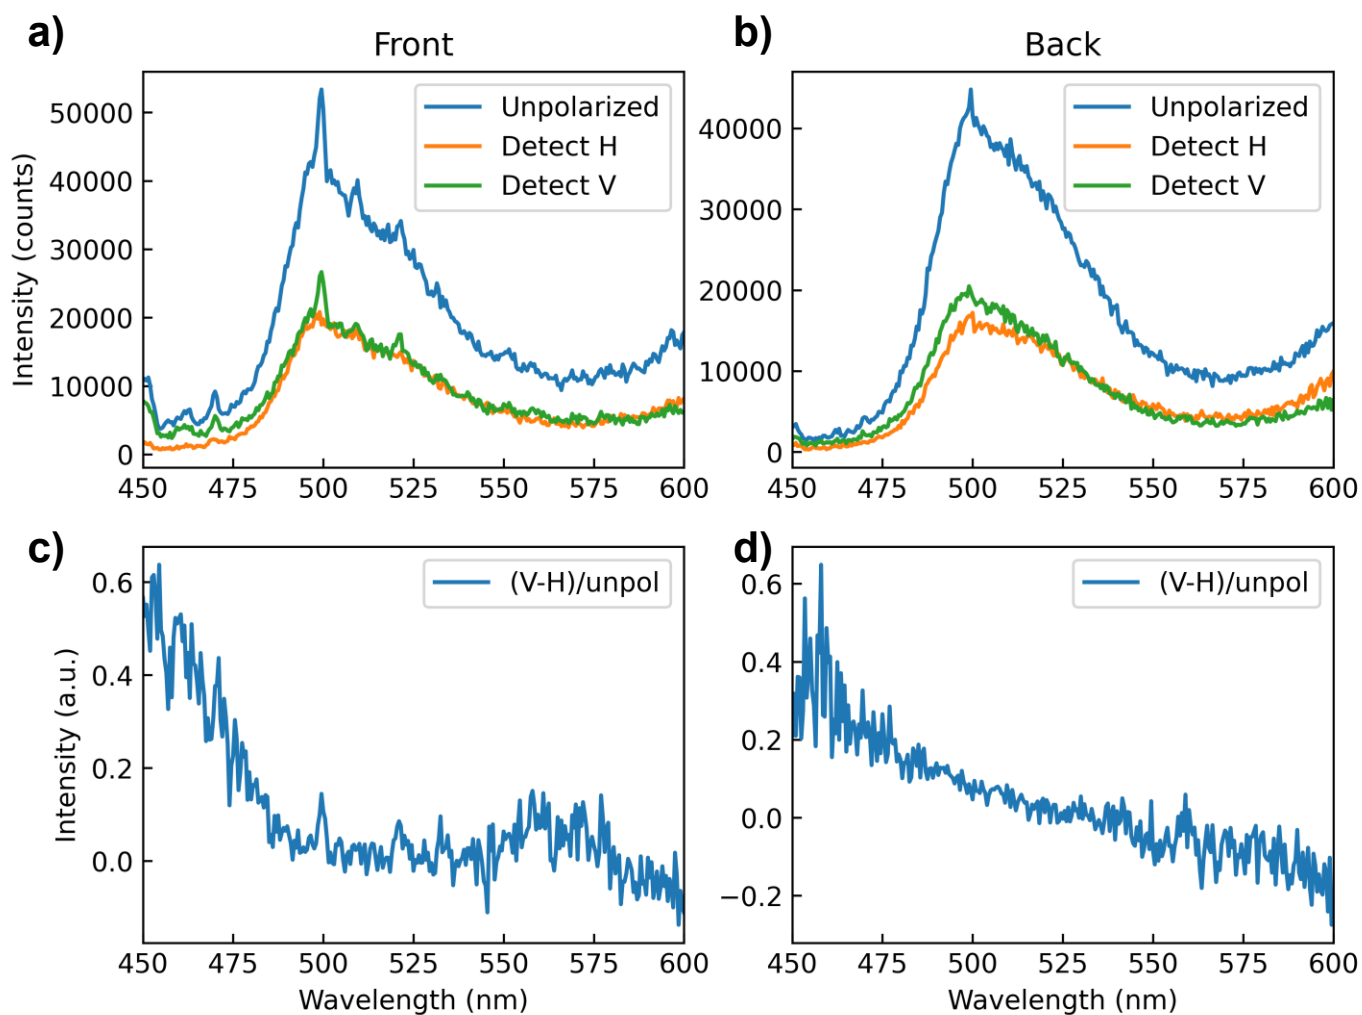 a)
Front
Intensity (counts)
50000
40000
30000
20000
10000
0
450 475 500 525 550 575 600
Unpolarized
Detect H
Detect V
b)
Back
40000
30000
20000
10000
0
450 475 500 525 550 575 600
Unpolarized
Detect H
Detect V
c)
Intensity (a.u.)
0.6
0.4
0.2
0.0
450 475 500 525 550 575 600
Wavelength (nm)
(V-H)/unpol
d)
0.6
0.4
0.2
0.0
−0.2
450 475 500 525 550 575 600
Wavelength (nm)
(V-H)/unpol